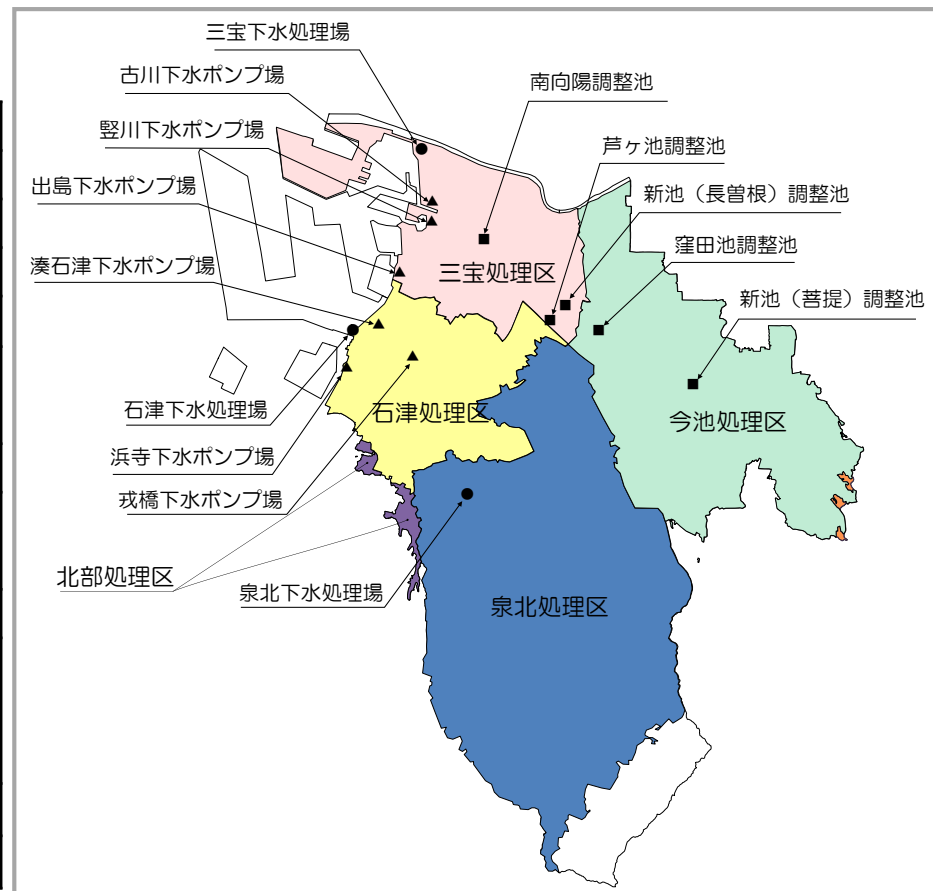 三宝下水処理場
古川下水ポンプ場
南向陽調整池
竪川下水ポンプ場
芦ヶ池調整池
出島下水ポンプ場
新池（長曽根）調整池
窪田池調整池
湊石津下水ポンプ場
三宝処理区
新池（菩提）調整池
石津下水処理場
石津処理区
今池処理区
浜寺下水ポンプ場
戎橋下水ポンプ場
北部処理区
泉北下水処理場
泉北処理区